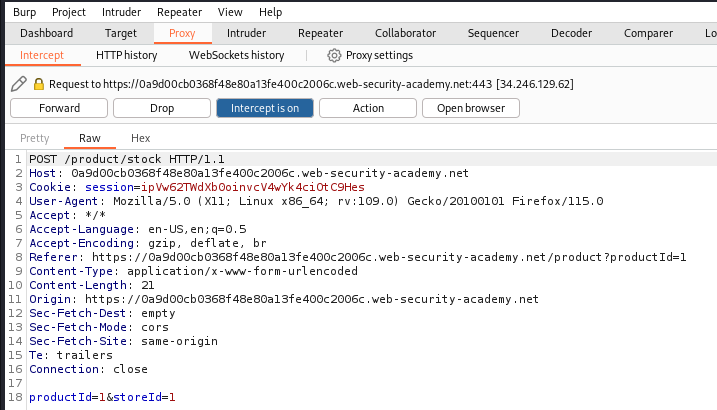 Burp Project Intruder Repeater View Help
Dashboard Target Proxy Intruder Repeater Collaborator Sequencer Decoder Comparer Lo
Intercept HTTP history WebSockets history Proxy settings
Request to https://0a9d00cb0368f48e80a13fe400c2006c.web-security-academy.net:443 [34.246.129.62]
Forward Drop Intercept is on Action Open browser
Pretty Raw Hex
1 POST /product/stock HTTP/1.1
2 Host: 0a9d00cb0368f48e80a13fe400c2006c.web-security-academy.net
3 Cookie: session=ipVw62TWdXb0oinvcV4wYk4ciOtC9Hes
4 User-Agent: Mozilla/5.0 (X11; Linux x86_64; rv:109.0) Gecko/20100101 Firefox/115.0
5 Accept: */*
6 Accept-Language: en-US,en;q=0.5
7 Accept-Encoding: gzip, deflate, br
8 Referer: https://0a9d00cb0368f48e80a13fe400c2006c.web-security-academy.net/product?productId=1
9 Content-Type: application/x-www-form-urlencoded
10 Content-Length: 21
11 Origin: https://0a9d00cb0368f48e80a13fe400c2006c.web-security-academy.net
12 Sec-Fetch-Dest: empty
13 Sec-Fetch-Mode: cors
14 Sec-Fetch-Site: same-origin
15 Te: trailers
16 Connection: close
17
18 productId=1&storeId=1